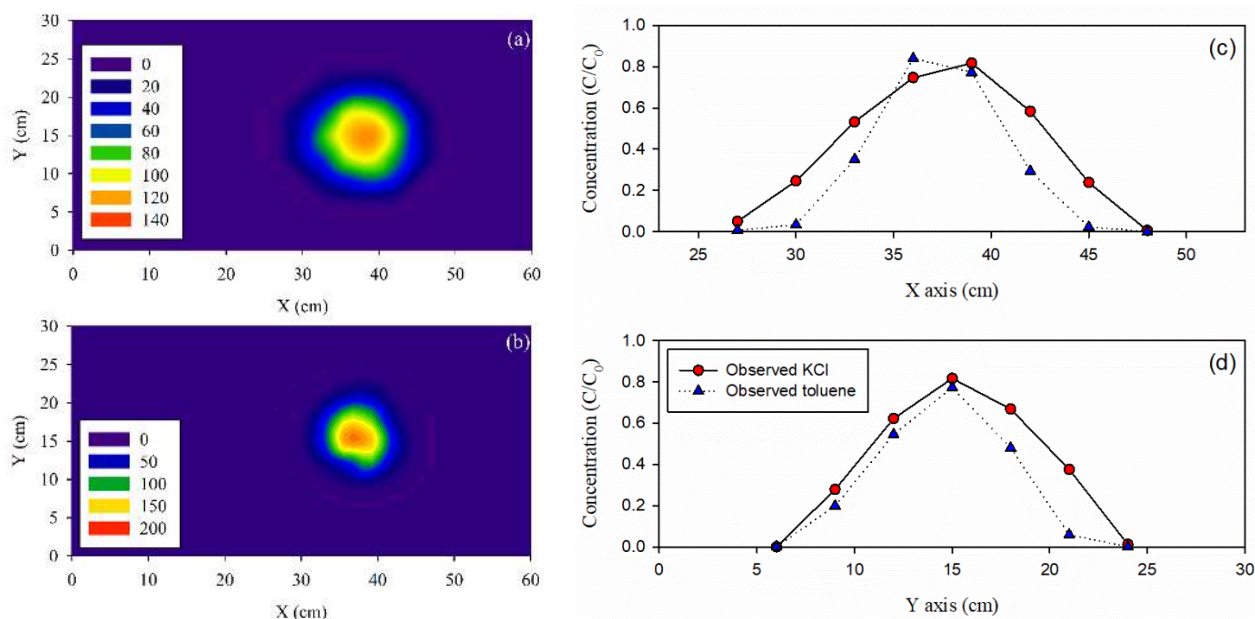 30
25
20
15
10
5
0
Y (cm)
(a)
0
20
40
60
80
100
120
140
0 10 20 30 40 50 60
X (cm)
30
25
20
15
10
5
0
Y (cm)
(b)
0
50
100
150
200
0 10 20 30 40 50 60
X (cm)
1.0
0.8
0.6
0.4
0.2
0.0
Concentration (C/C₀)
(c)
25 30 35 40 45 50
X axis (cm)
1.0
0.8
0.6
0.4
0.2
0.0
Concentration (C/C₀)
(d)
Observed KCl
Observed toluene
0 5 10 15 20 25 30
Y axis (cm)